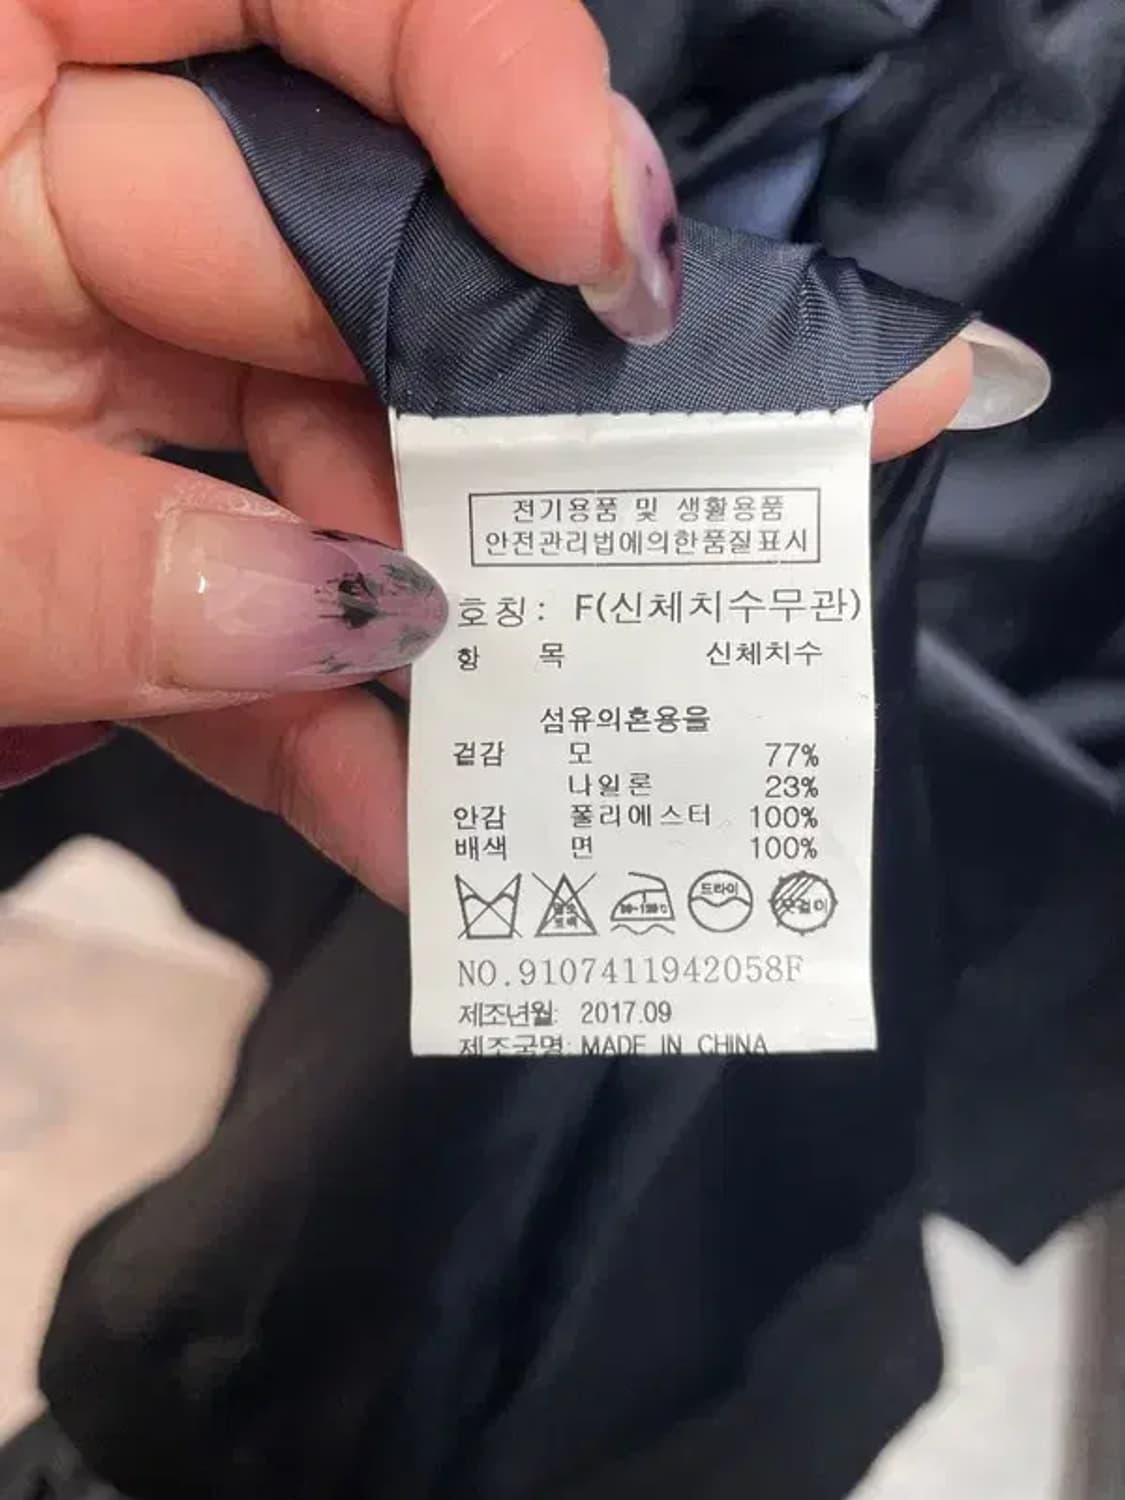 전기용품 및 생활용품
안전관리법에의한품질표시
호칭: F(신체치수무관)
항 목 신체치수
섬유의혼용율
겉감 모 77%
나일론 23%
안감 폴리에스터 100%
배색 면 100%
드라이
옷걸이
NO.9107411942058F
제조년월: 2017.09
제조국명: MADE IN CHINA